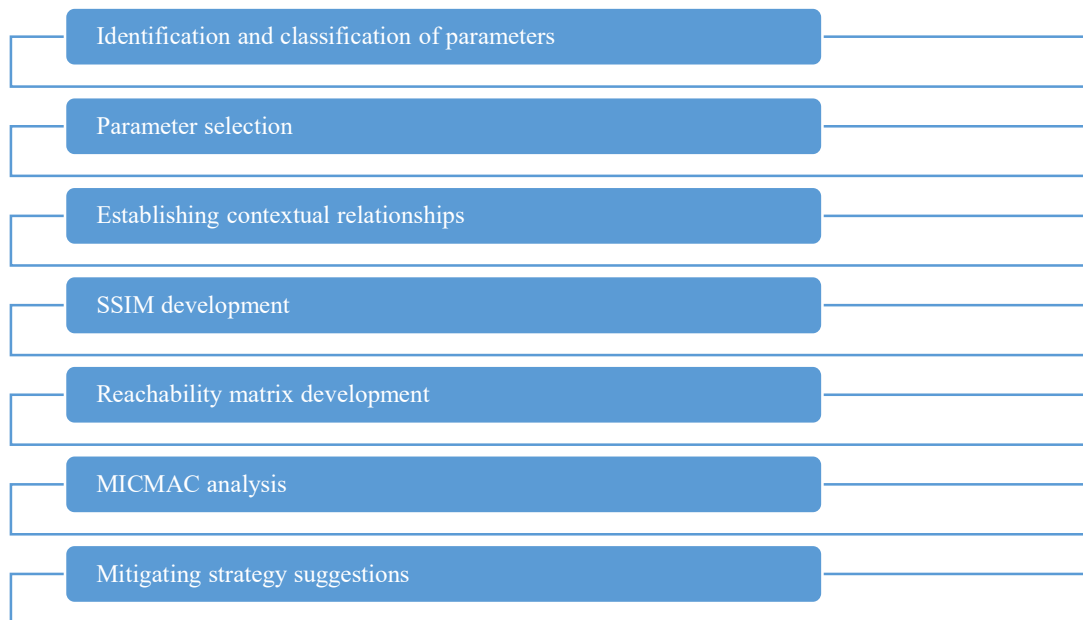 Identification and classification of parameters
Parameter selection
Establishing contextual relationships
SSIM development
Reachability matrix development
MICMAC analysis
Mitigating strategy suggestions